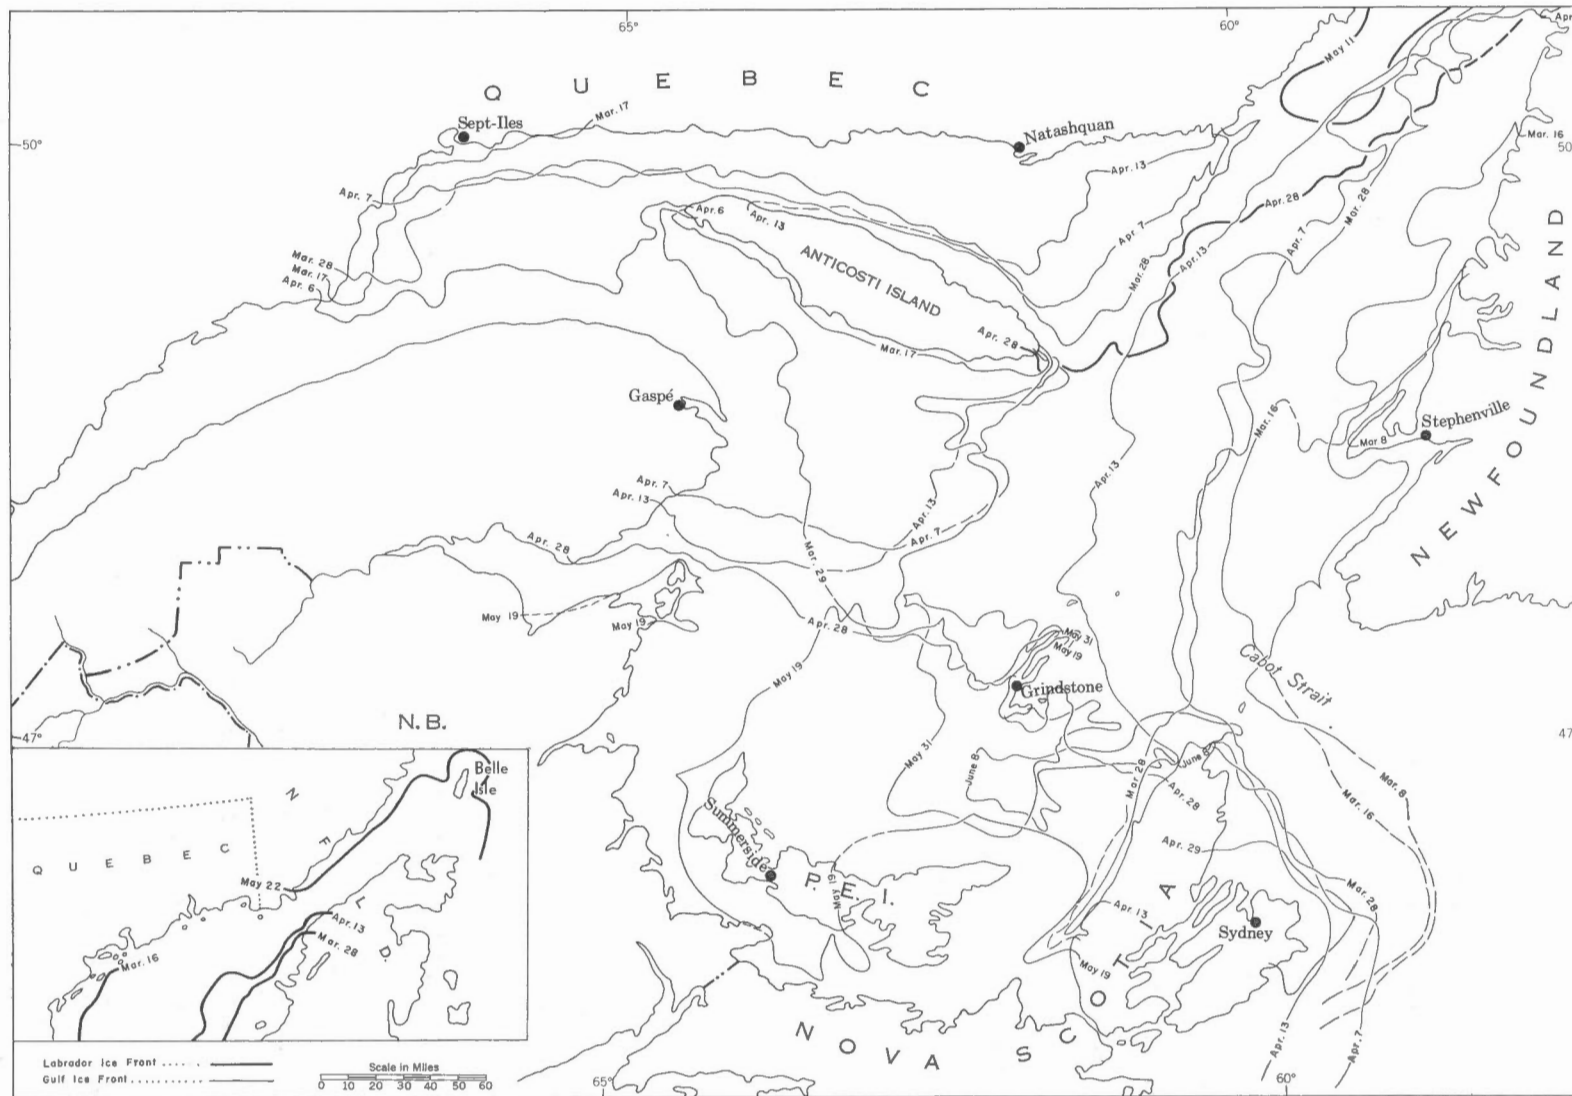 65°
60°
Apr.
May 11
QUEBEC
Sept-Iles
Mar. 17
Natashquan
Mar. 16
50°
50
Apr. 13
Apr. 7
Apr. 6
Apr. 13
Apr. 28
Mar. 28
Apr. 7
Apr. 7
Mar. 28
Apr. 13
ANTICOSTI ISLAND
Mar. 28
Mar. 17
Apr. 6
Apr. 28
Mar. 17
NEWFOUNDLAND
Gaspé
Mar. 16
Stephenville
Mar. 8
Apr. 13
Apr. 7
Apr. 13
Apr. 13
Apr. 7
Apr. 28
Mar. 29
May 19
May 19
Apr. 28
May 31
May 19
Cabot Strait
May 19
Grindstone
N.B.
47°
47
May 31
June 8
Mar. 28
June 8
Apr. 28
Mar. 8
Mar. 16
Summerside
Apr. 29
P.E.I.
May 19
Mar. 28
Apr. 13
Sydney
May 19
NOVA SCOTIA
Apr. 13
Apr. 7
65°
60°
Belle
Isle
NFLD.
QUEBEC
May 22
Apr. 13
Mar. 28
Mar. 16
Labrador Ice Front
Gulf Ice Front
Scale in Miles
0 10 20 30 40 50 60